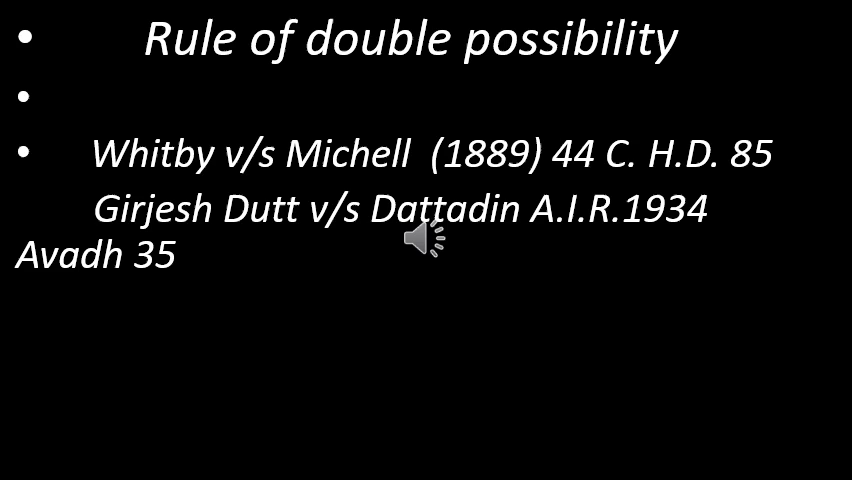 • Rule of double possibility
•
• Whitby v/s Michell (1889) 44 C. H.D. 85
Girjesh Dutt v/s Dattadin A.I.R.1934
Avadh 35